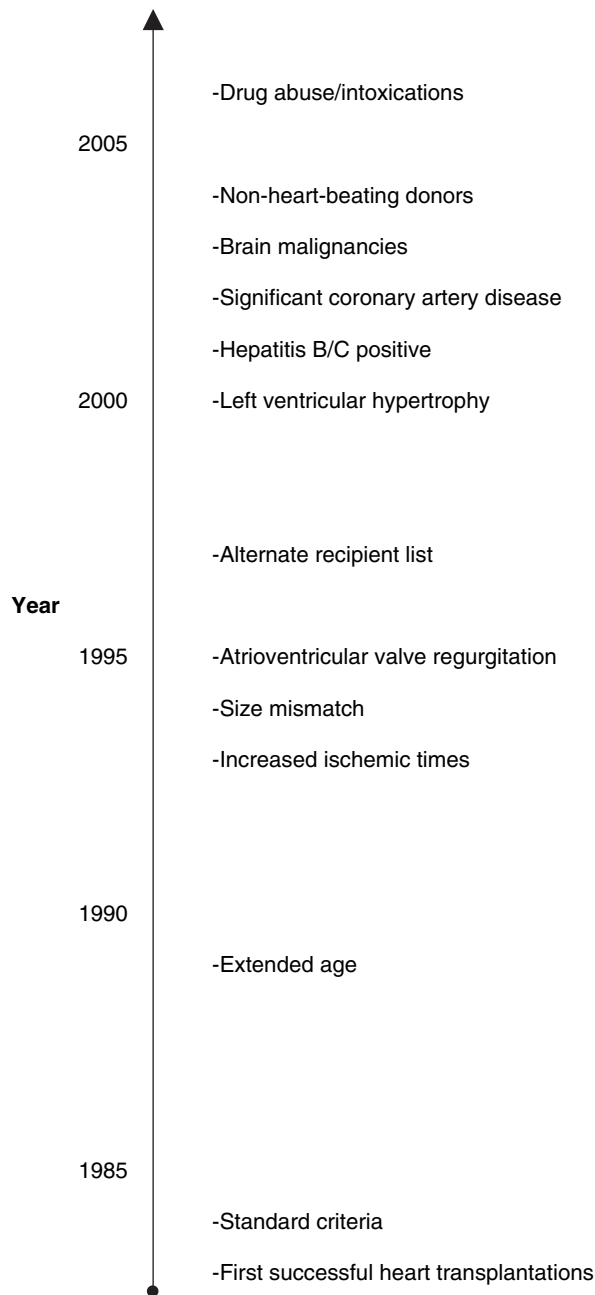 -Drug abuse/intoxications
2005
-Non-heart-beating donors
-Brain malignancies
-Significant coronary artery disease
-Hepatitis B/C positive
2000 -Left ventricular hypertrophy
-Alternate recipient list
Year
1995 -Atrioventricular valve regurgitation
-Size mismatch
-Increased ischemic times
1990
-Extended age
1985
-Standard criteria
-First successful heart transplantations